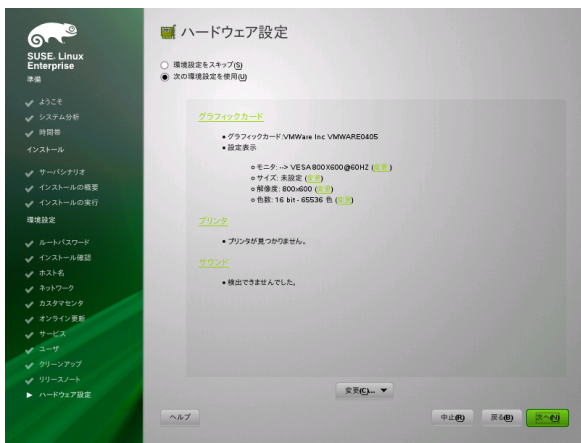 SUSE. Linux
Enterprise
準備
ようこそ
システム分析
時間帯
インストール
サーバシナリオ
インストールの概要
インストールの実行
環境設定
ルートパスワード
インストール確認
ホスト名
ネットワーク
カスタマセンタ
オンライン更新
サービス
ユーザ
クリーンアップ
リリースノート
ハードウェア設定
ハードウェア設定
環境設定をスキップ(S)
次の環境設定を使用(U)
グラフィックカード
•グラフィックカード:VMWare Inc VMWARE0405
•設定表示
モニタ: --> VESA 800X600@60HZ (変更)
サイズ: 未設定 (変更)
解像度: 800x600 (変更)
色数: 16 bit - 65536 色 (変更)
プリンタ
•プリンタが見つかりません。
サウンド
•検出できませんでした。
変更(C)...
ヘルプ
中止(R)
戻る(B)
次へ(N)